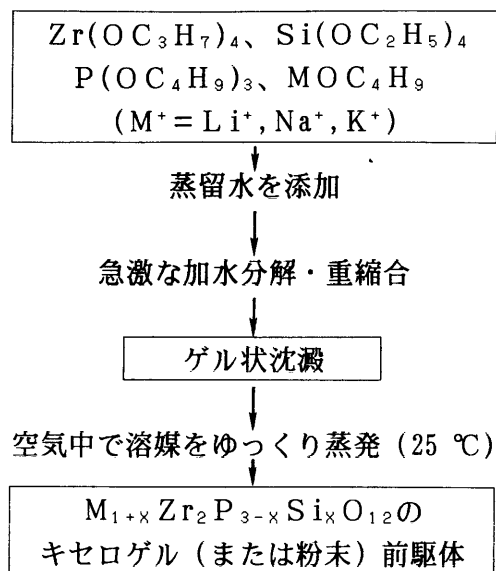 Zr(OC₃H₇)₄、Si(OC₂H₅)₄
P(OC₄H₉)₃、MOC₄H₉
(M⁺=Li⁺,Na⁺,K⁺)
蒸留水を添加
急激な加水分解・重縮合
ゲル状沈澱
空気中で溶媒をゆっくり蒸発(25 ℃)
M₁₊ₓZr₂P₃₋ₓSiₓO₁₂の
キセロゲル(または粉末)前駆体